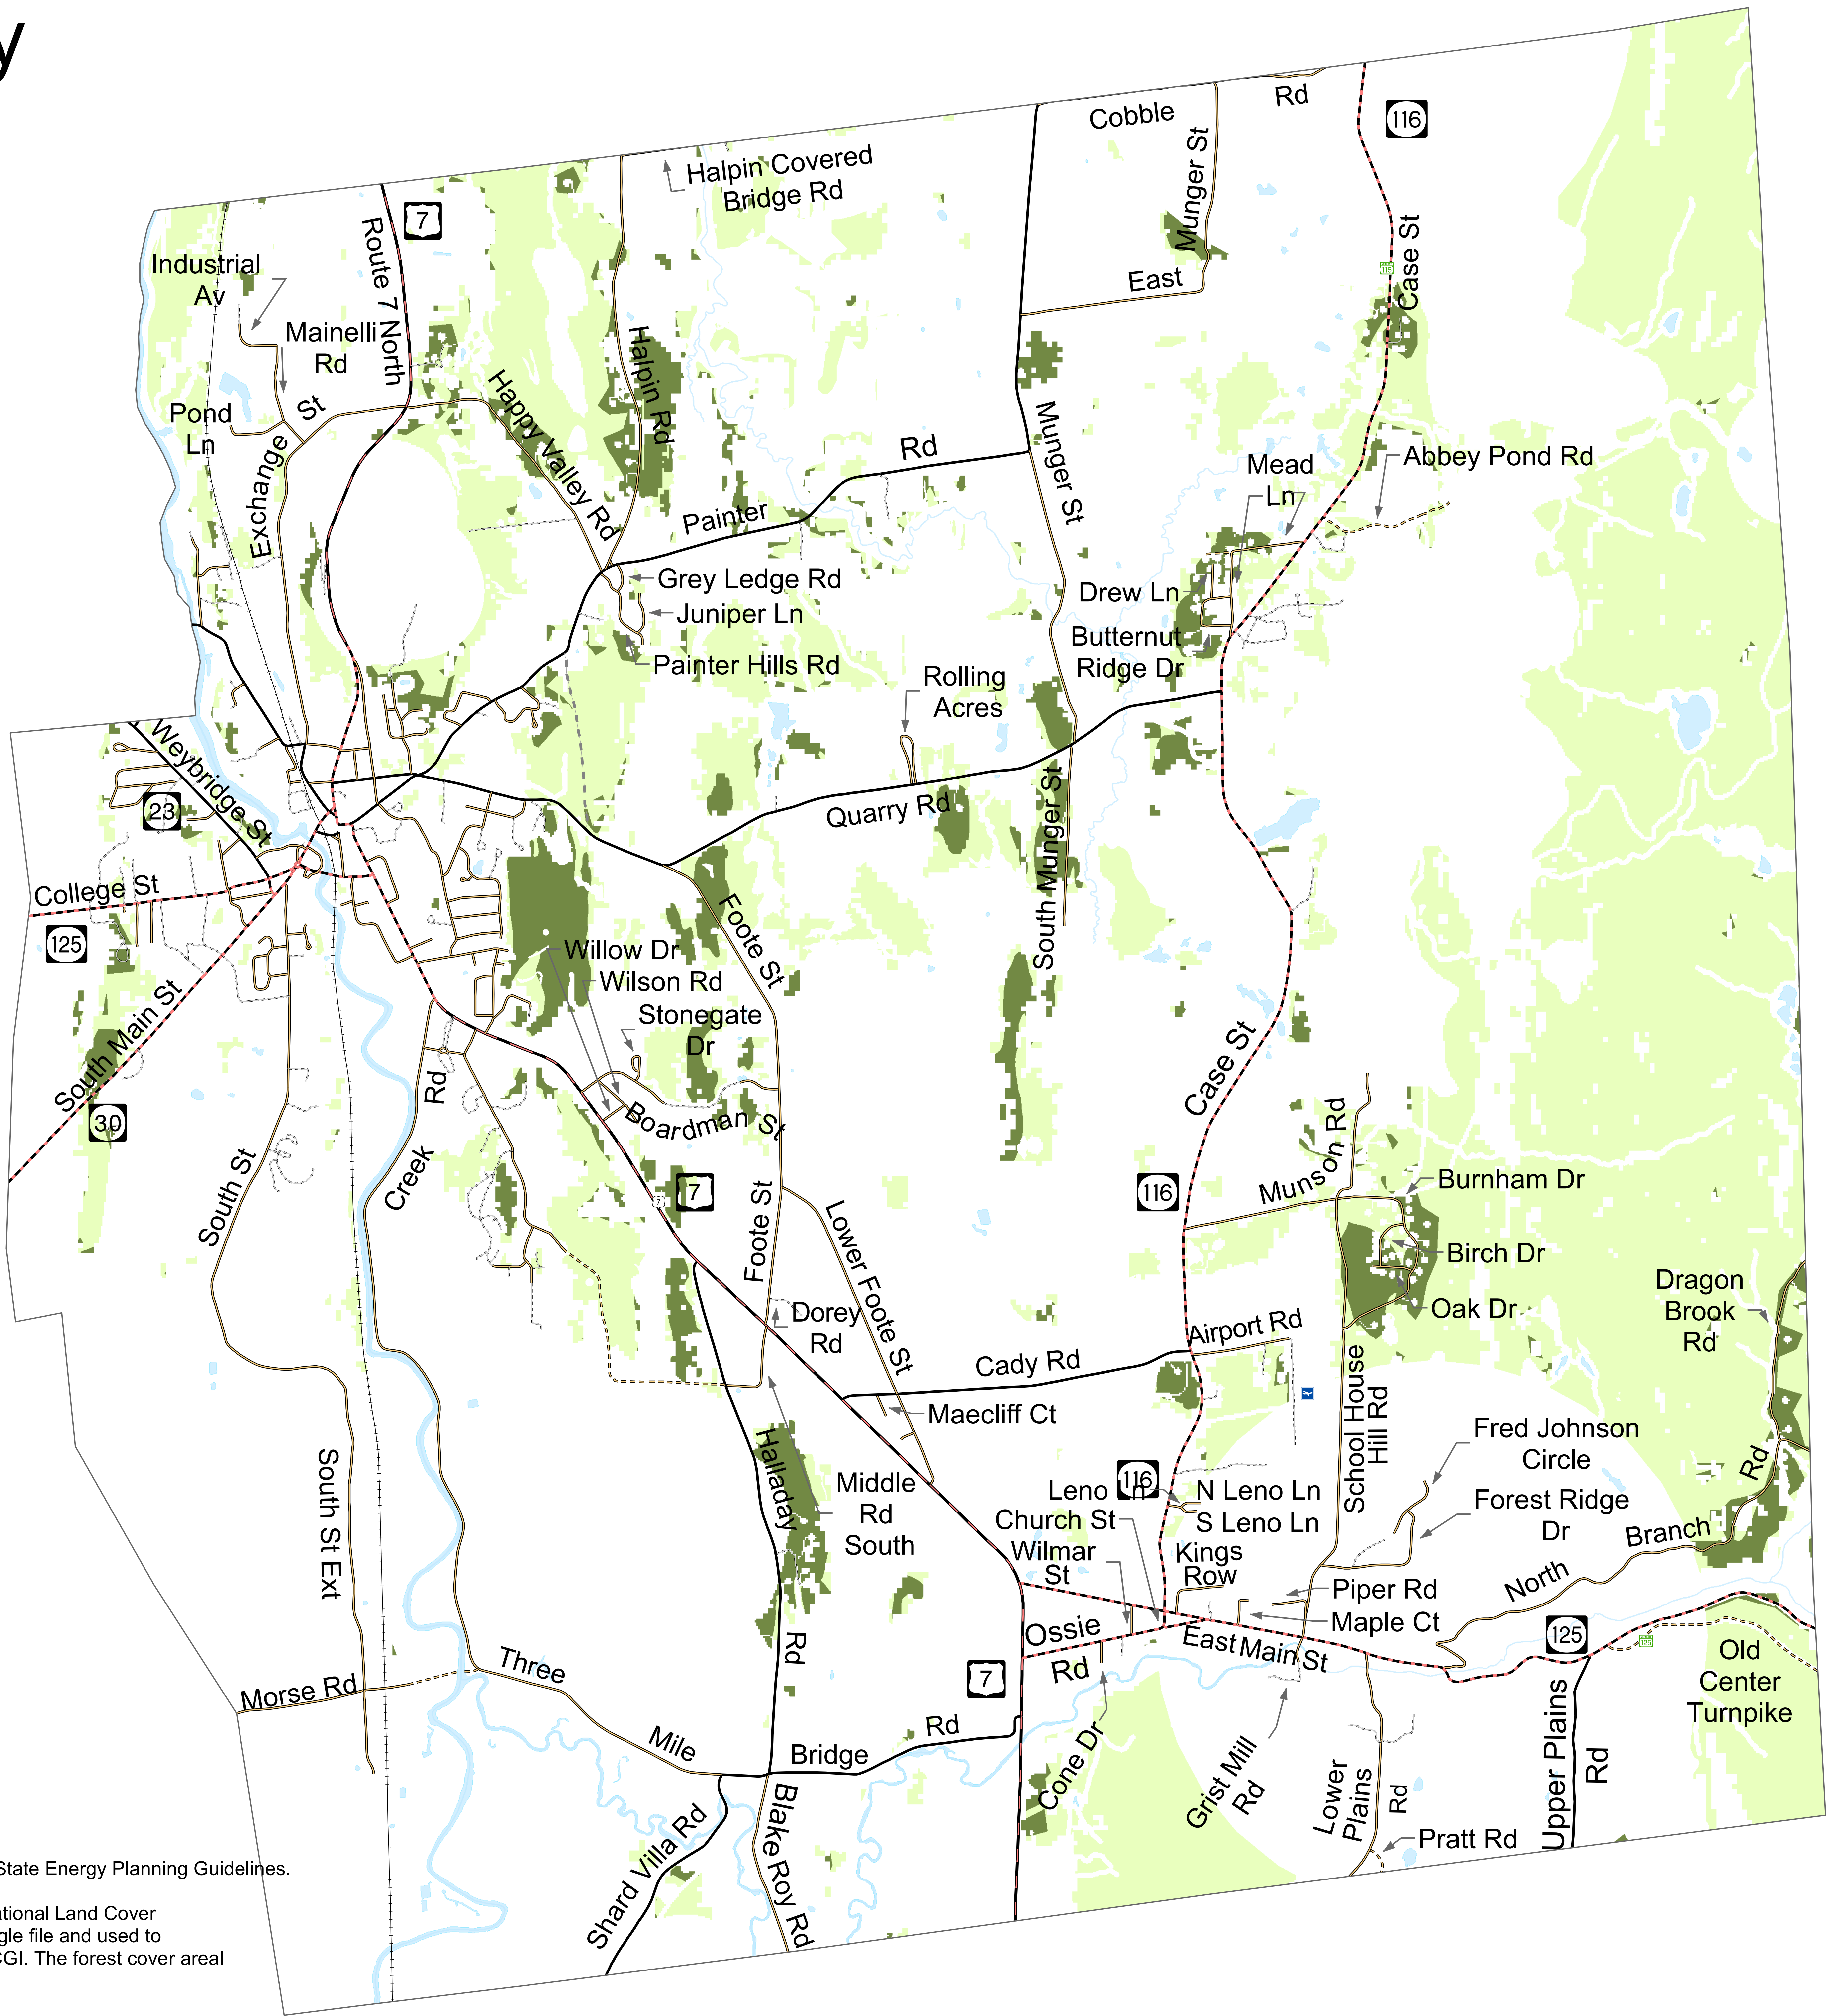 y
Cobble
Rd
116
Munger St
Halpin Covered
Bridge Rd
7
Route 7 North
Case St
116
East
Industrial
Av
Mainelli
Rd
Halpin Rd
Happy Valley Rd
Pond
Ln
Exchange St
Munger St
Rd
Painter
Mead
Ln
Abbey Pond Rd
Grey Ledge Rd
Juniper Ln
Painter Hills Rd
Drew Ln
Butternut
Ridge Dr
Rolling
Acres
Weybridge St
23
Quarry Rd
South Munger St
College St
125
Foote St
Willow Dr
Wilson Rd
Stonegate
Dr
South Main St
30
Creek Rd
Boardman St
Case St
Munson Rd
South St
7
7
Foote St
Lower Foote St
116
Burnham Dr
Birch Dr
Oak Dr
Dragon
Brook
Rd
Dorey
Rd
Airport Rd
Cady Rd
Maecliff Ct
School House
Hill Rd
Fred Johnson
Circle
Forest Ridge
Dr
South St Ext
Halladay
Rd
Middle
Rd
South
116
Leno Ln
N Leno Ln
S Leno Ln
Church St
Wilmar
St
Kings
Row
Piper Rd
Maple Ct
North
Branch
Rd
Ossie
Rd
East Main St
125
125
Old
Center
Turnpike
7
Morse Rd
Three
Mile
Bridge
Rd
Cone Dr
Grist Mill
Rd
Lower
Plains
Rd
Upper Plains
Rd
Pratt Rd
Shard Villa Rd
Blake Roy Rd
State Energy Planning Guidelines.
ational Land Cover
gle file and used to
CGI. The forest cover areal